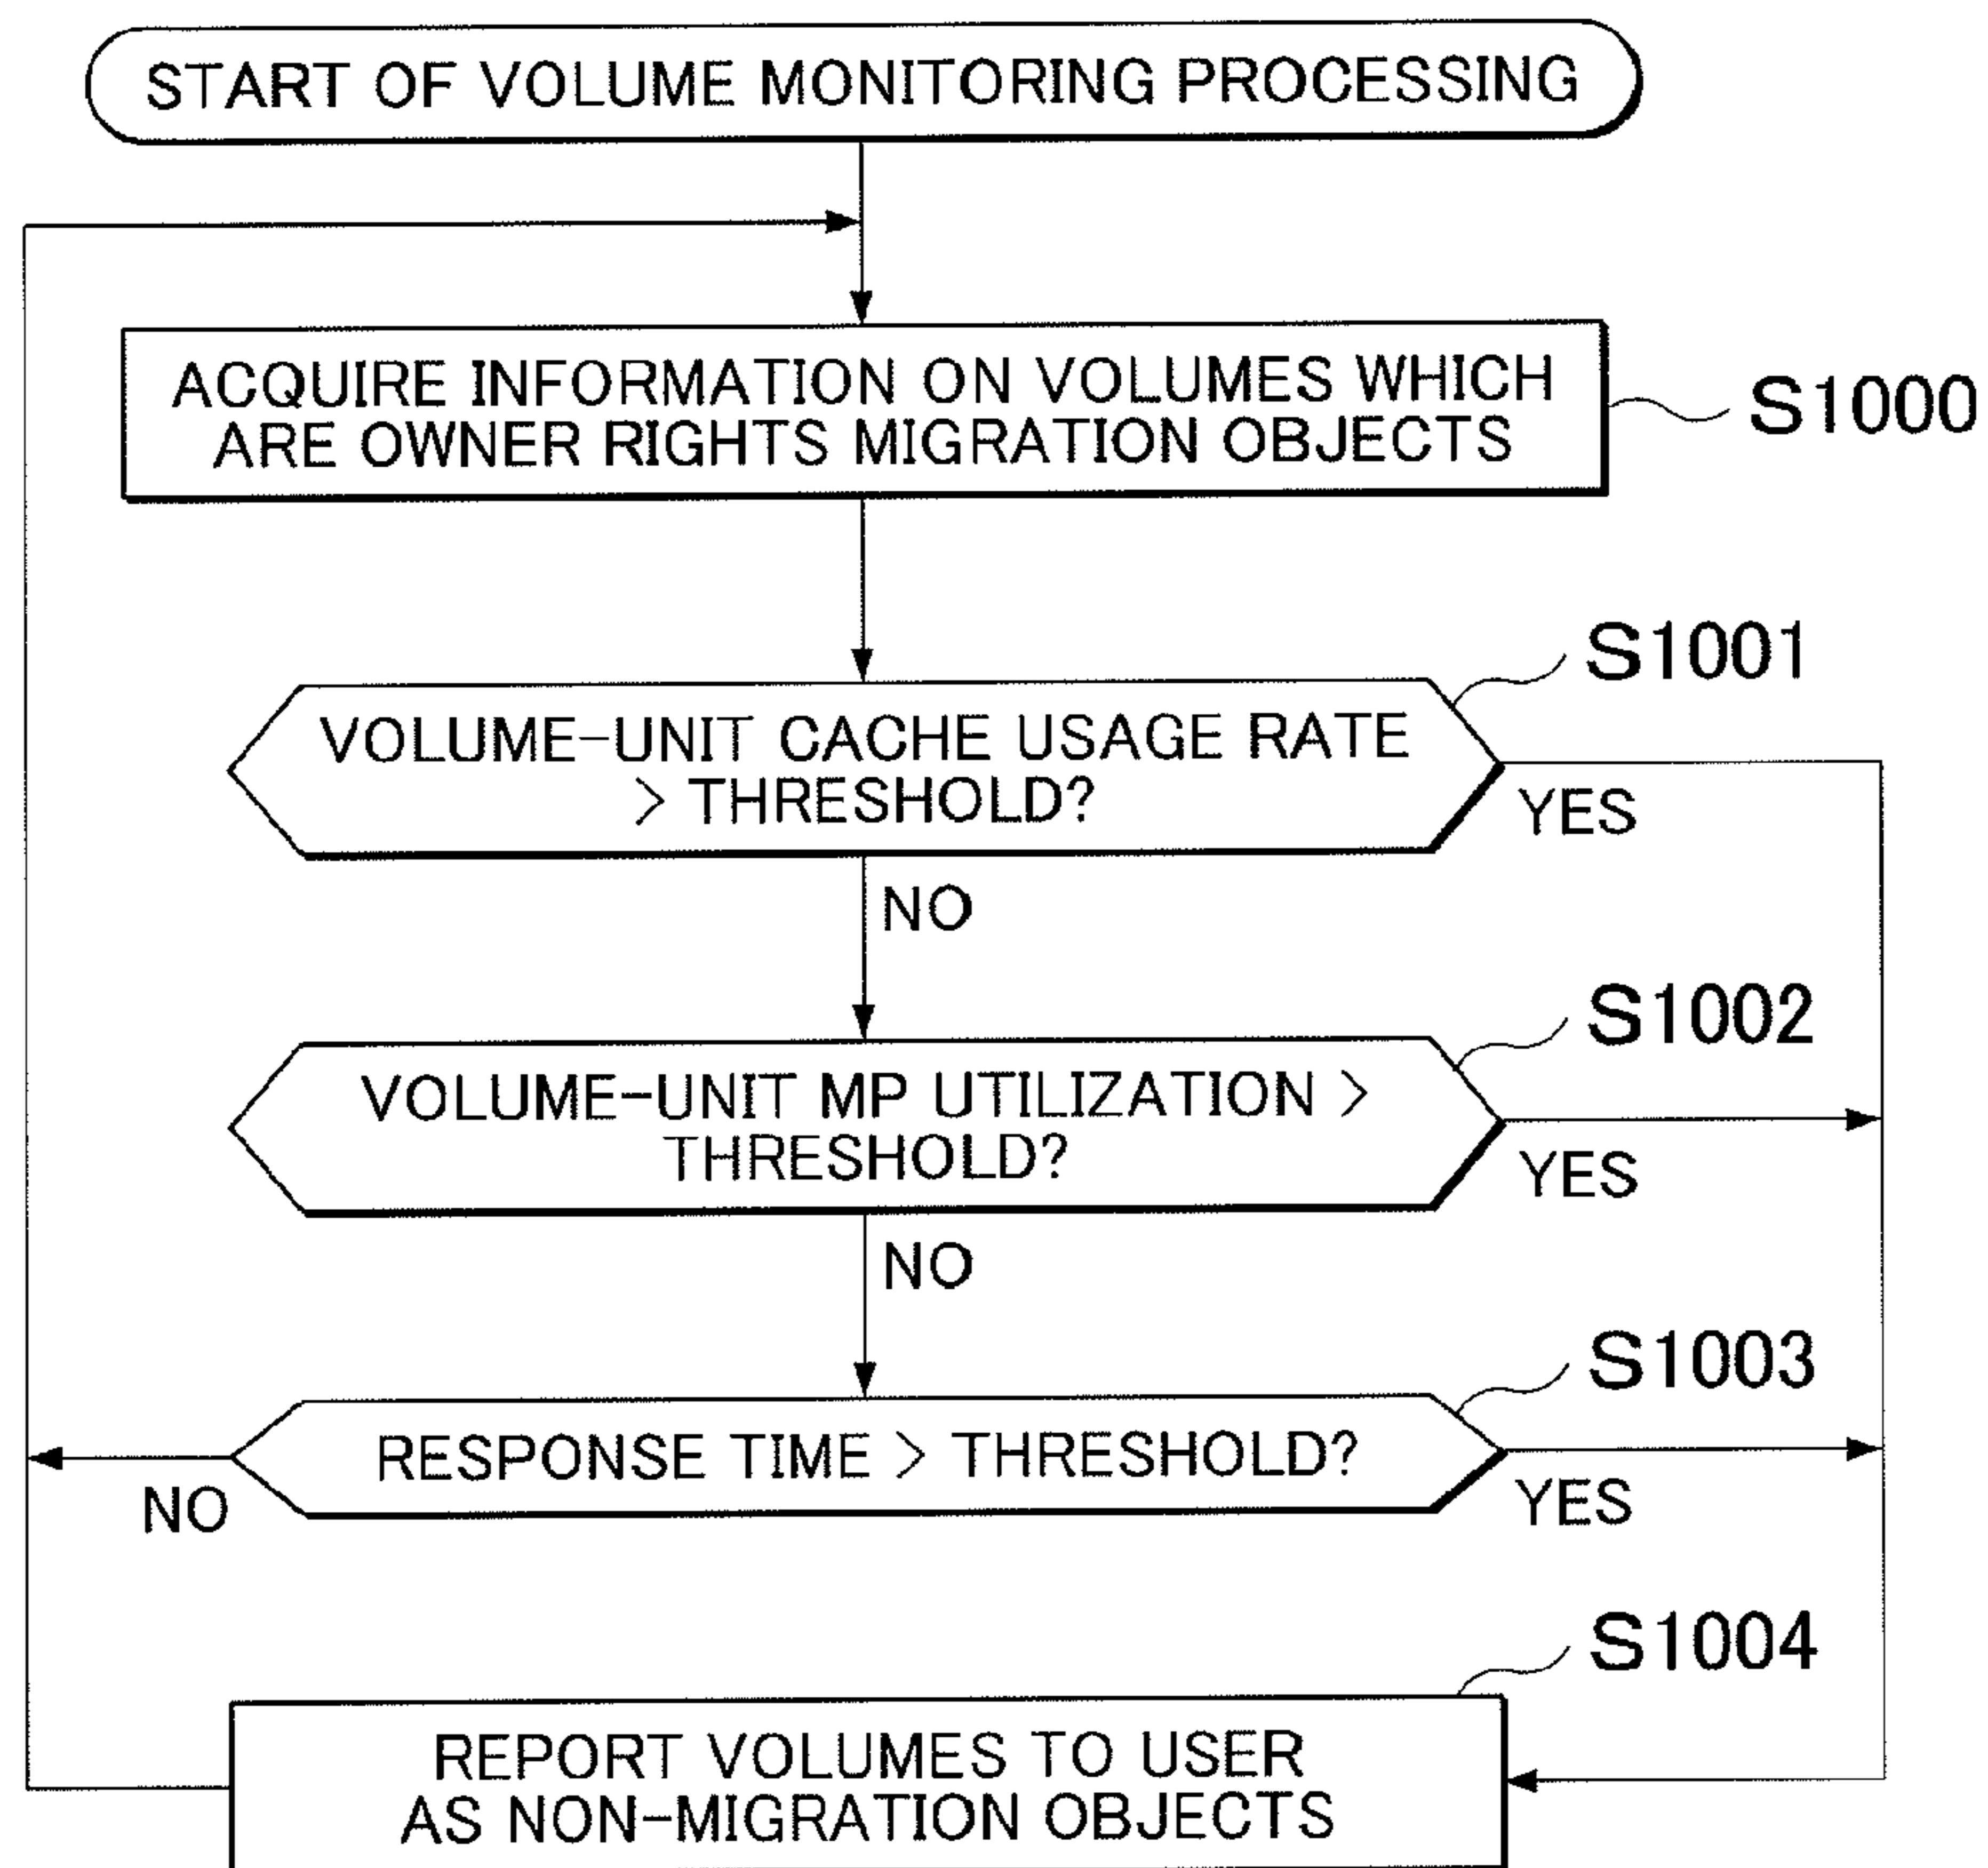 START OF VOLUME MONITORING PROCESSING
ACQUIRE INFORMATION ON VOLUMES WHICH
ARE OWNER RIGHTS MIGRATION OBJECTS
S1000
S1001
VOLUME-UNIT CACHE USAGE RATE
> THRESHOLD?
YES
NO
S1002
VOLUME-UNIT MP UTILIZATION >
THRESHOLD?
YES
NO
S1003
RESPONSE TIME > THRESHOLD?
NO
YES
S1004
REPORT VOLUMES TO USER
AS NON-MIGRATION OBJECTS